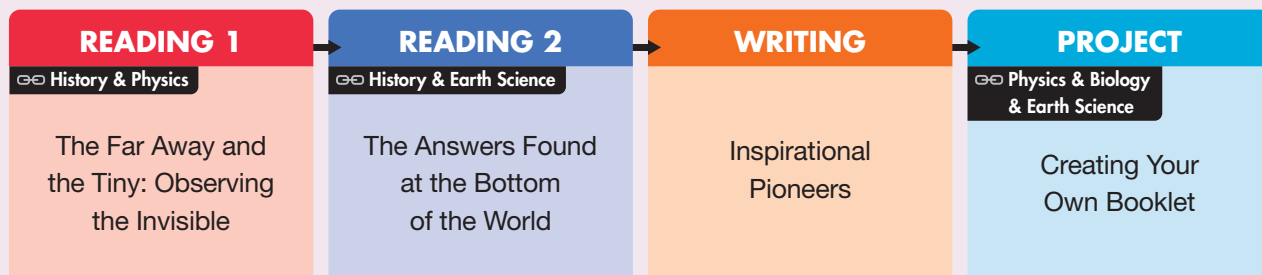 READING 1
History & Physics
The Far Away and
the Tiny: Observing
the Invisible
READING 2
History & Earth Science
The Answers Found
at the Bottom
of the World
WRITING
Inspirational
Pioneers
PROJECT
Physics & Biology
& Earth Science
Creating Your
Own Booklet